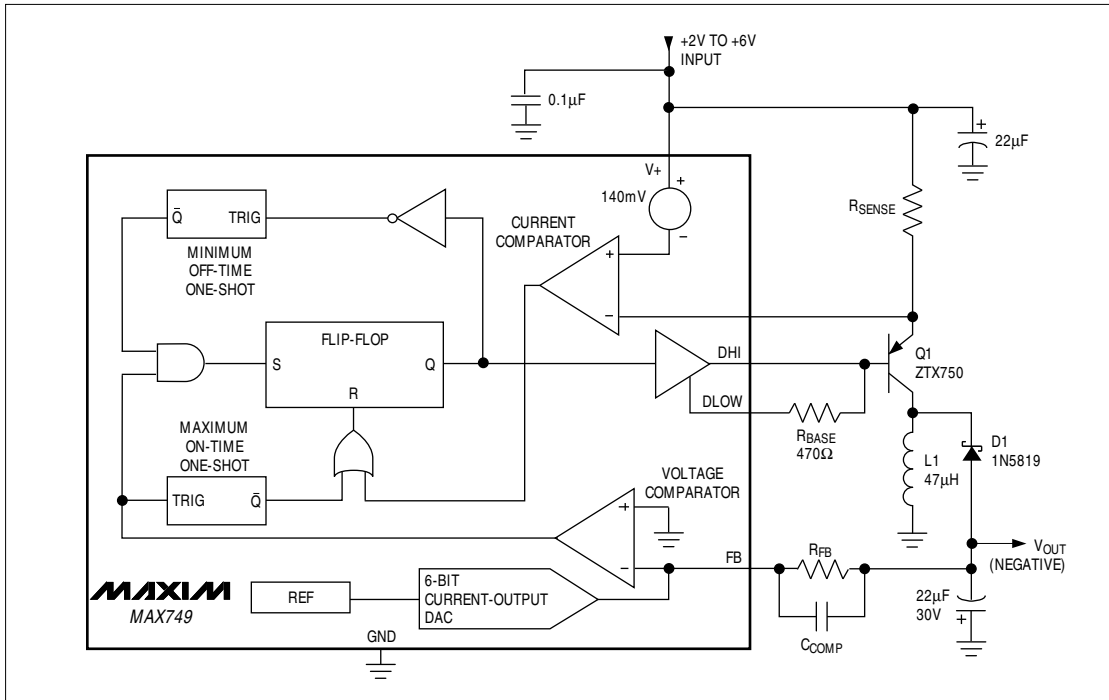 +2V TO +6V
INPUT
0.1µF
22µF
V+
+
140mV
−
RSENSE
Q̄
TRIG
MINIMUM
OFF-TIME
ONE-SHOT
CURRENT
COMPARATOR
+
−
FLIP-FLOP
S
Q
R
DHI
DLOW
Q1
ZTX750
RBASE
470Ω
MAXIMUM
ON-TIME
ONE-SHOT
TRIG
Q̄
L1
47µH
D1
1N5819
VOLTAGE
COMPARATOR
+
−
FB
RFB
CCOMP
VOUT
(NEGATIVE)
22µF
30V
+
+
MAXIM
MAX749
REF
6-BIT
CURRENT-OUTPUT
DAC
GND